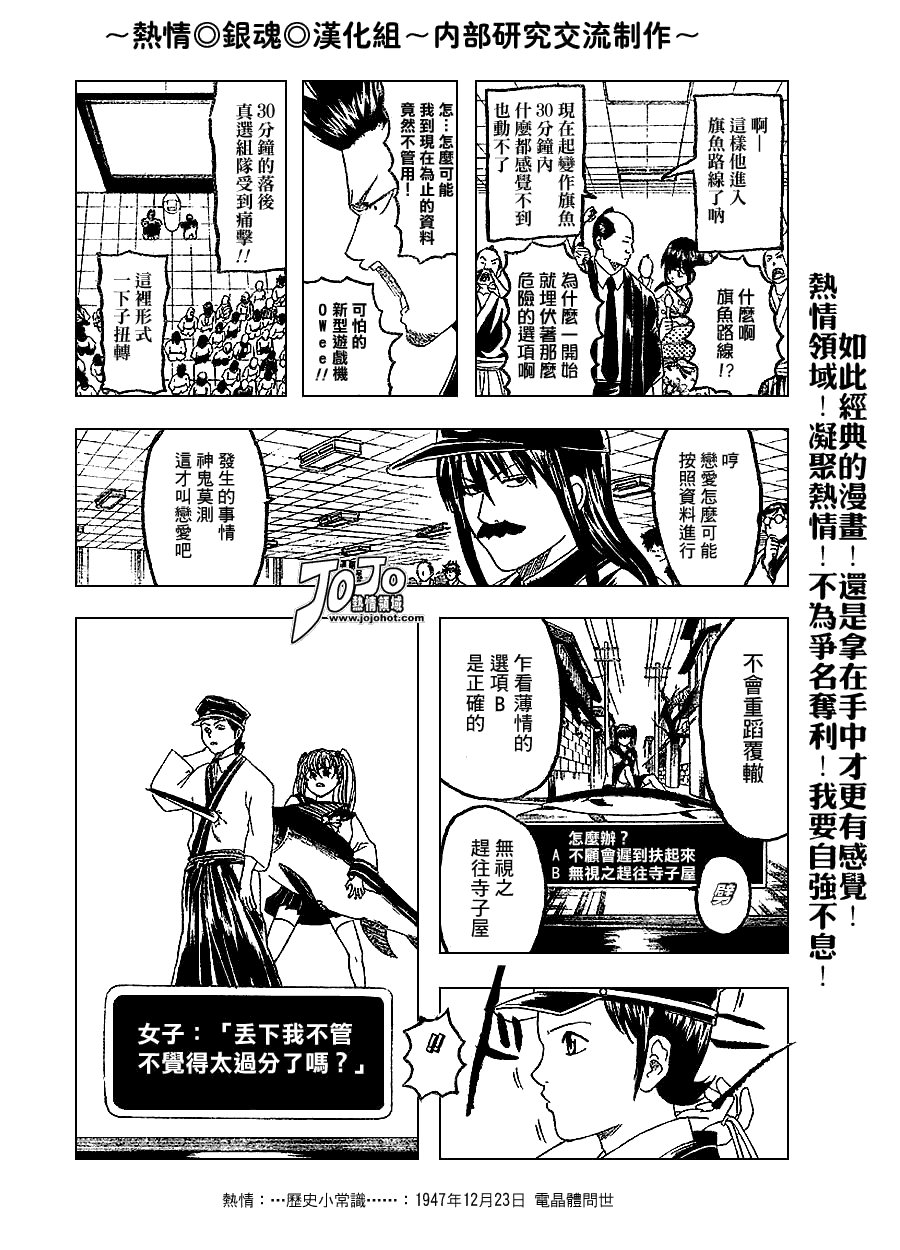 ～熱情◎銀魂◎漢化組～内部研究交流制作～
啊—
這樣他進入
旗魚路線了吶
現在起變作旗魚
30分鐘內
什麼都感覺不到
也動不了
什麼啊
旗魚路線!?
為什麼一開始
就埋伏著那麼
危險的選項啊
怎…怎麼可能
我到現在為止的資料
竟然不管用！
可怕的
新型遊戲機
OWee!!
30分鐘的落後
真選組隊受到
痛擊!!
這裡形式
一下子扭轉
哼
戀愛怎麼可能
按照資料進行
發生的事情
神鬼莫測
這才叫戀愛吧
JOJO
熱情領域
www.jojohot.com
不會重蹈覆轍
乍看薄情的
選項B
是正確的
怎麼辦？
A 不顧會遲到扶起來
B 無視之趕往寺子屋
無視之
趕往寺子屋
劈
!!
女子：「丟下我不管
不覺得太過分了嗎？」
如此經典的漫畫！還是拿在手中才更有感覺！
熱情領域！凝聚熱情！不為爭名奪利！我要自強不息！
熱情：…歷史小常識……：1947年12月23日 電晶體問世